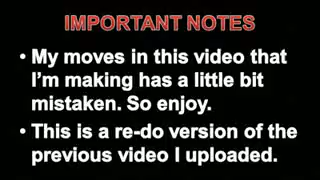 IMPORTANT NOTES
• My moves in this video that
I'm making has a little bit
mistaken. So enjoy.
• This is a re-do version of the
previous video I uploaded.